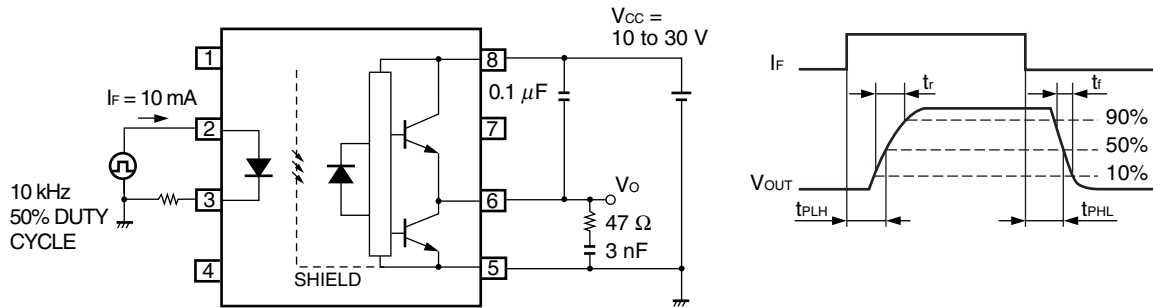 1
2
3
4
5
6
7
8
IF = 10 mA
10 kHz
50% DUTY
CYCLE
SHIELD
0.1 μF
VCC =
10 to 30 V
VO
47 Ω
3 nF
IF
tr
tf
90%
50%
10%
VOUT
tPLH
tPHL